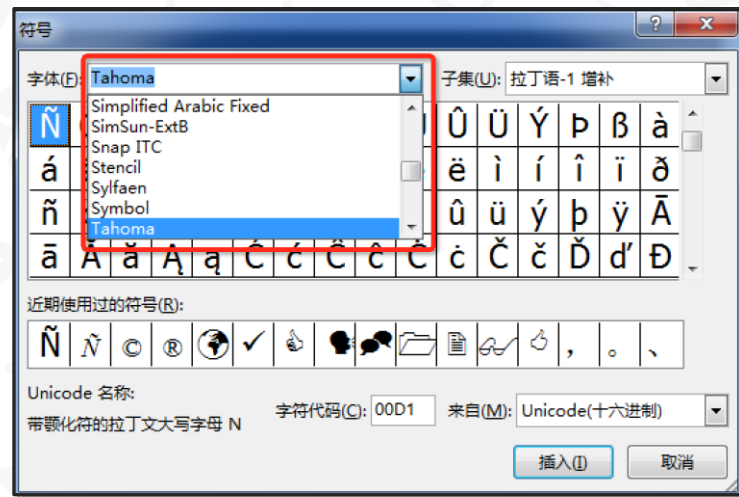 符号
字体(F): Tahoma 子集(U): 拉丁语-1 增补
Simplified Arabic Fixed
SimSun-ExtB
Snap ITC
Stencil
Sylfaen
Symbol
Tahoma
Ñ Û Ü Ý Þ ß à
á ë ì í î ï ð
ñ û ü ý þ ÿ Ā
ā Ă ă Ą ą Ć ć Ĉ ĉ Ċ ċ Č č Ď ď Đ
近期使用过的符号(R):
Ñ Ñ © ® ✓ , 。 、
Unicode 名称:
带颚化符的拉丁文大写字母 N
字符代码(C): 00D1 来自(M): Unicode(十六进制)
插入(I) 取消